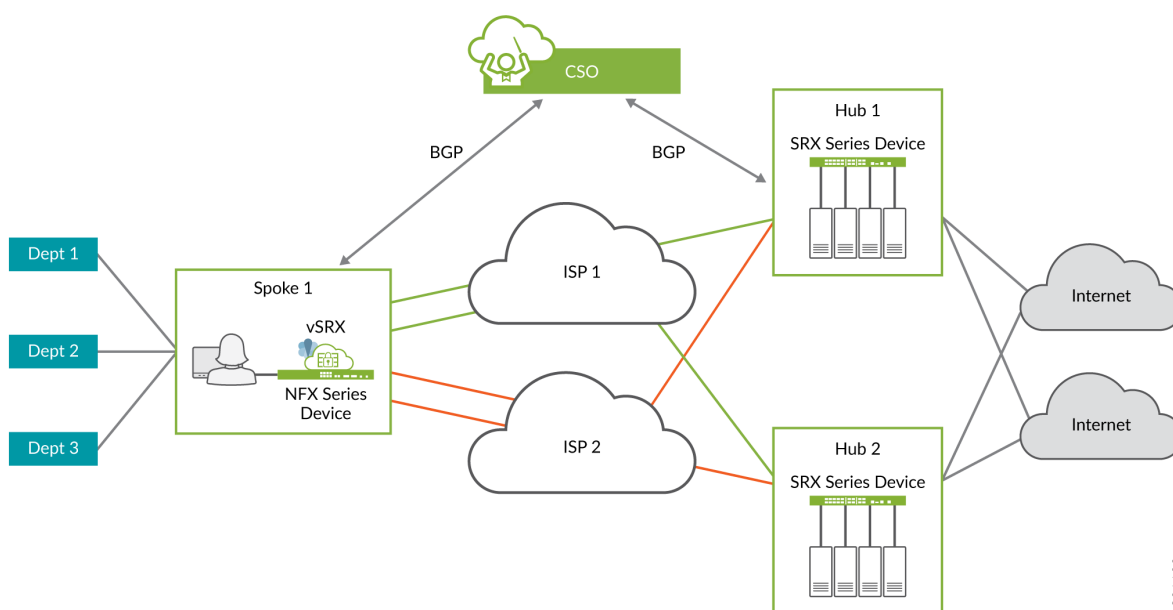 CSO
BGP
BGP
Hub 1
SRX Series Device
Dept 1
Dept 2
Dept 3
Spoke 1
vSRX
NFX Series
Device
ISP 1
ISP 2
Internet
Internet
Hub 2
SRX Series Device